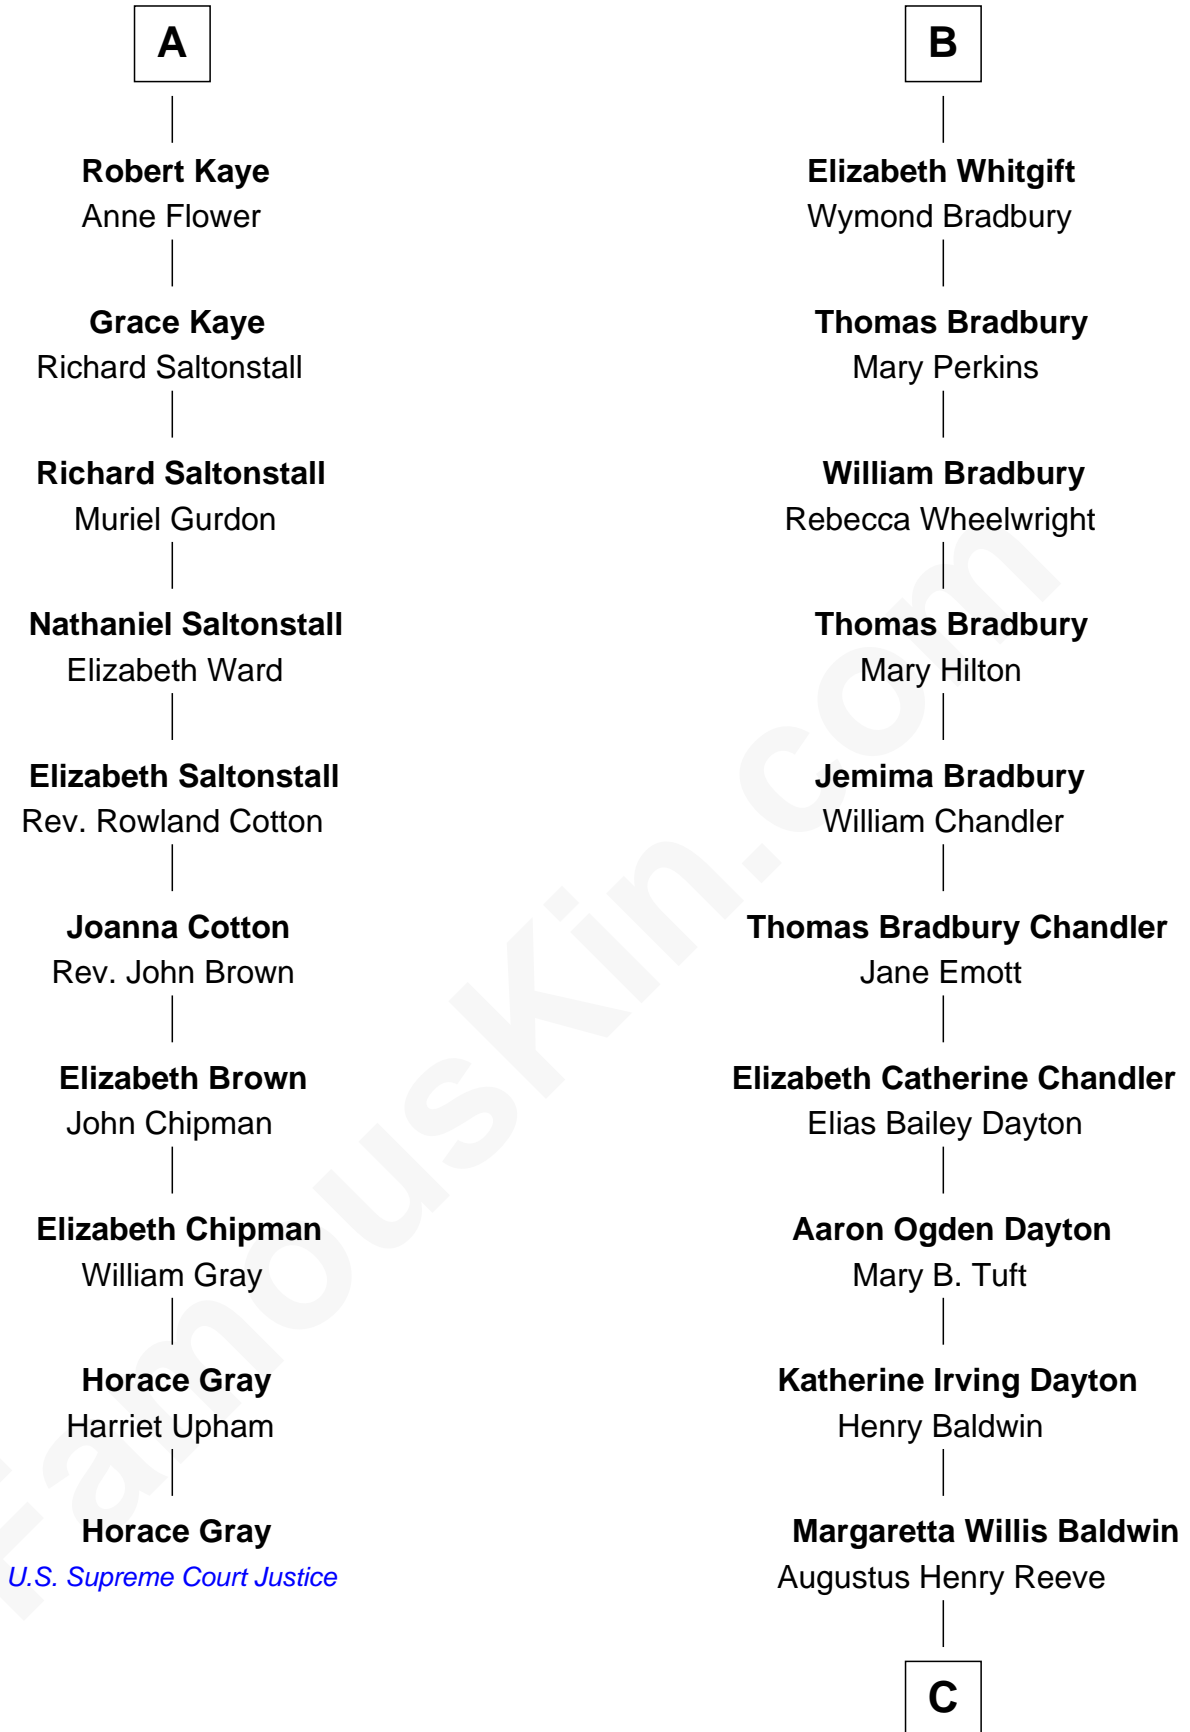 A
Robert Kaye
Anne Flower
Grace Kaye
Richard Saltonstall
Richard Saltonstall
Muriel Gurdon
Nathaniel Saltonstall
Elizabeth Ward
Elizabeth Saltonstall
Rev. Rowland Cotton
Joanna Cotton
Rev. John Brown
Elizabeth Brown
John Chipman
Elizabeth Chipman
William Gray
Horace Gray
Harriet Upham
Horace Gray
U.S. Supreme Court Justice
B
Elizabeth Whitgift
Wymond Bradbury
Thomas Bradbury
Mary Perkins
William Bradbury
Rebecca Wheelwright
Thomas Bradbury
Mary Hilton
Jemima Bradbury
William Chandler
Thomas Bradbury Chandler
Jane Emott
Elizabeth Catherine Chandler
Elias Bailey Dayton
Aaron Ogden Dayton
Mary B. Tuft
Katherine Irving Dayton
Henry Baldwin
Margaretta Willis Baldwin
Augustus Henry Reeve
C
FamousKin.com